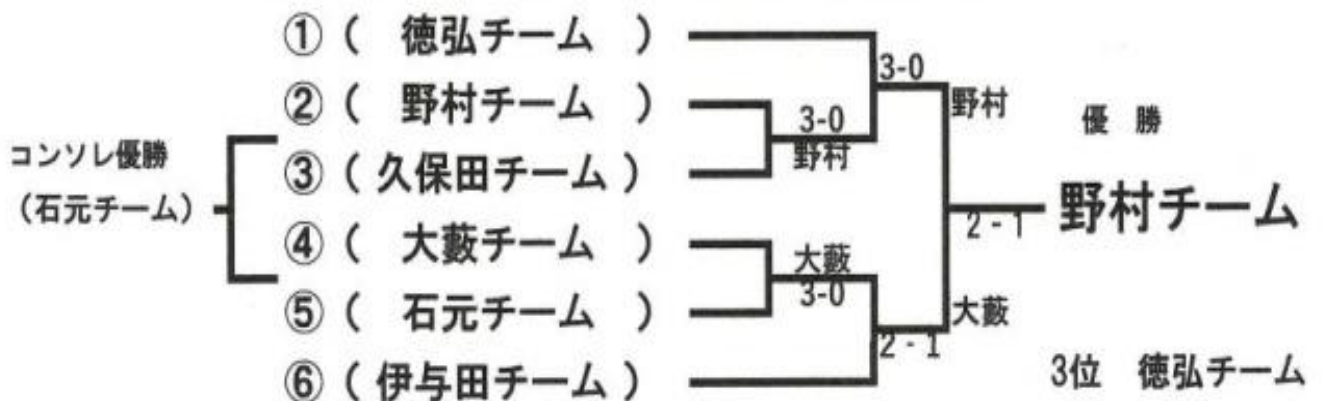 ①（　徳弘チーム　）
3-0
②（　野村チーム　）
野村
優　勝
3-0
コンソレ優勝
野村
③（ 久保田チーム ）
（石元チーム）
野村チーム
2-1
④（　大藪チーム　）
大藪
3-0
⑤（　石元チーム　）
大藪
2-1
⑥（ 伊与田チーム ）
3位　徳弘チーム